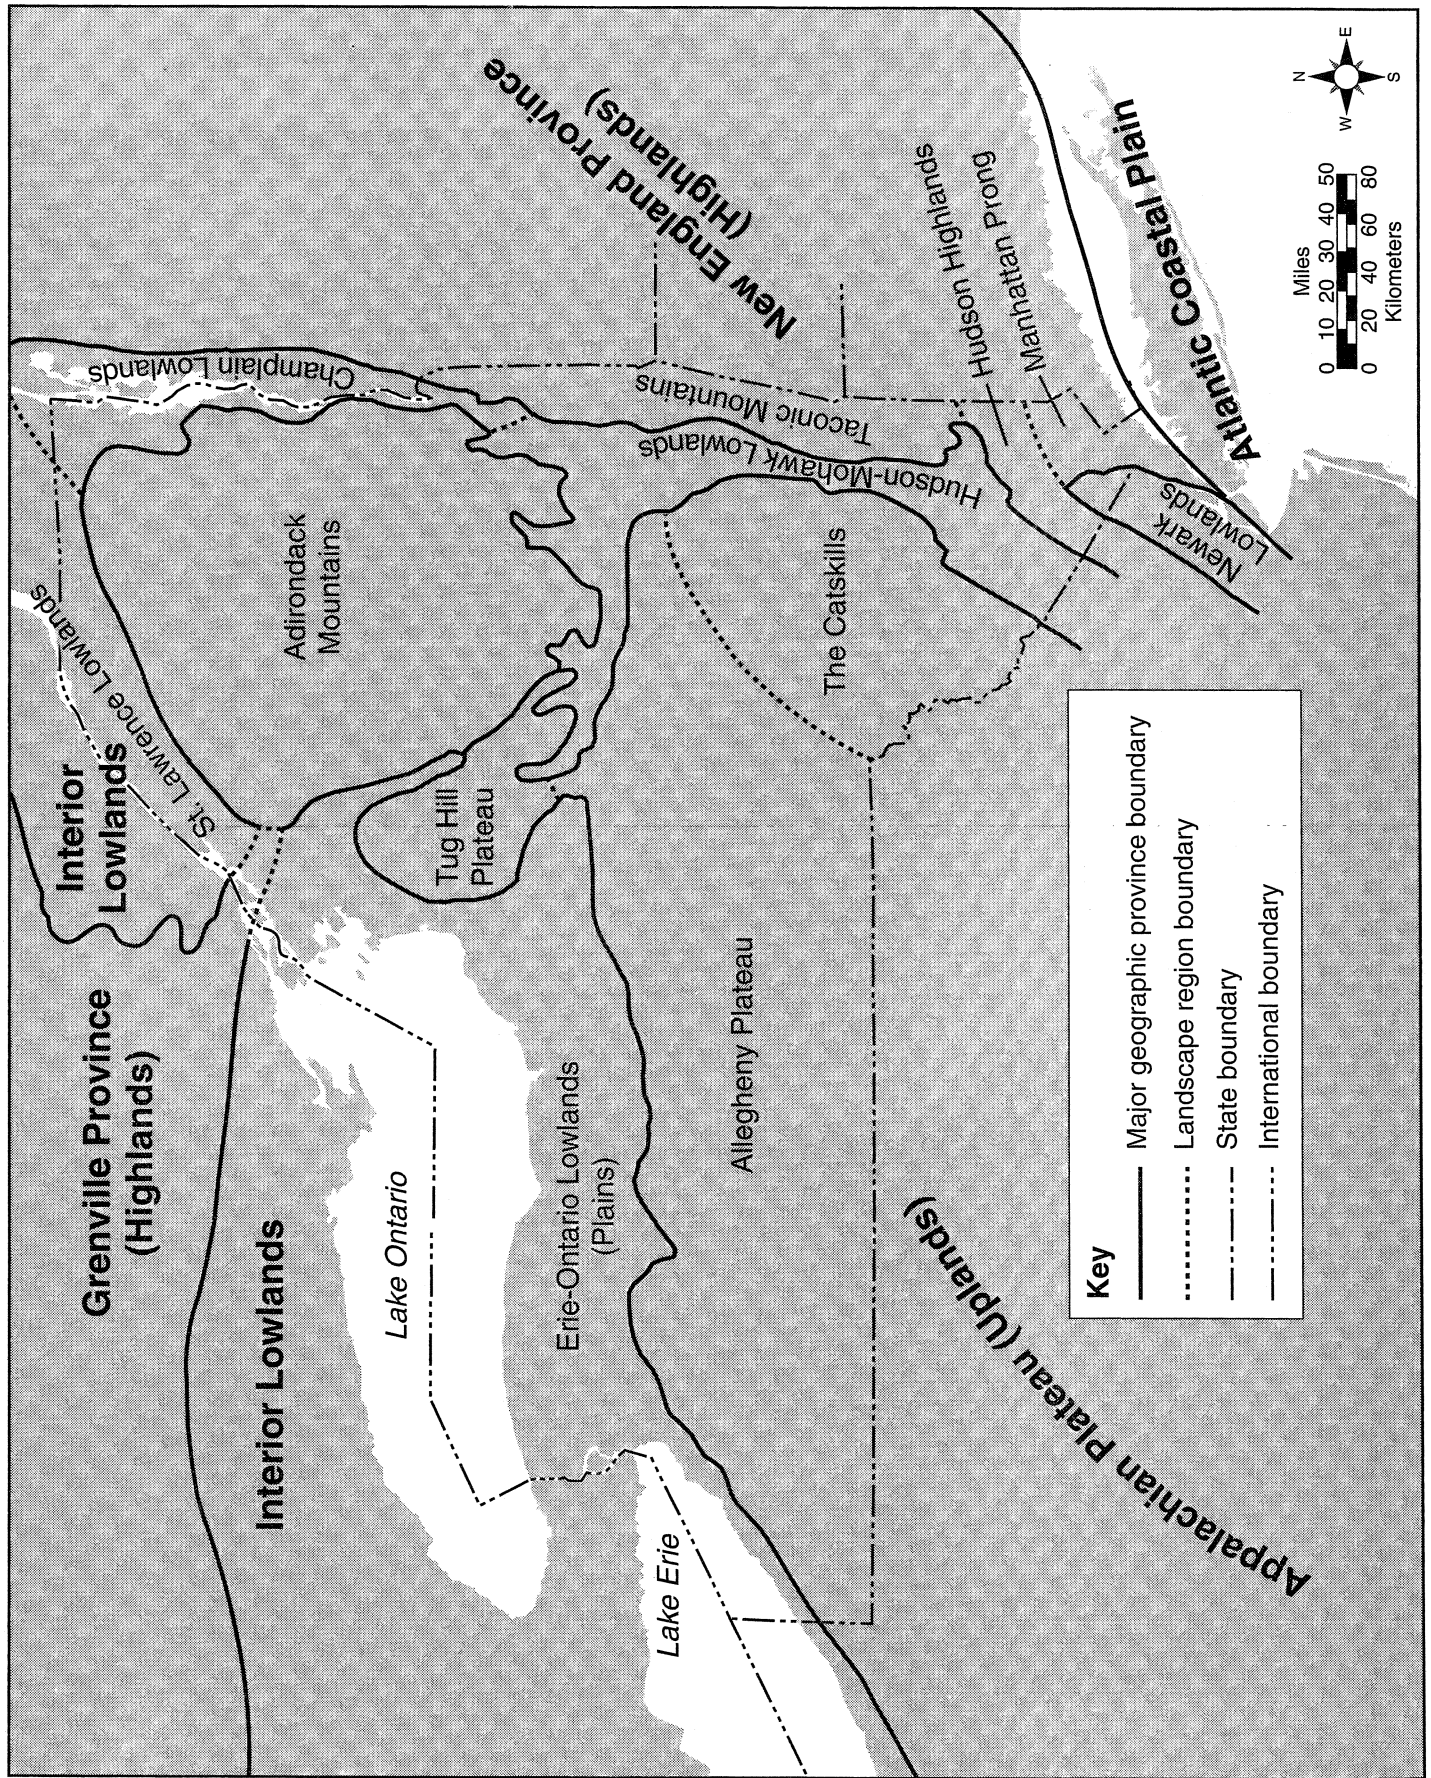 Grenville Province
(Highlands)
Interior
Lowlands
St. Lawrence Lowlands
Champlain Lowlands
Adirondack
Mountains
Interior Lowlands
Tug Hill
Plateau
Lake Ontario
Erie-Ontario Lowlands
(Plains)
Lake Erie
Allegheny Plateau
The Catskills
Hudson-Mohawk Lowlands
Taconic Mountains
New England Province
(Highlands)
Hudson Highlands
Manhattan Prong
Newark
Lowlands
Atlantic Coastal Plain
Appalachian Plateau (Uplands)
Key
Major geographic province boundary
Landscape region boundary
State boundary
International boundary
Miles
0 10 20 30 40 50
0 20 40 60 80
Kilometers
N
W E
S